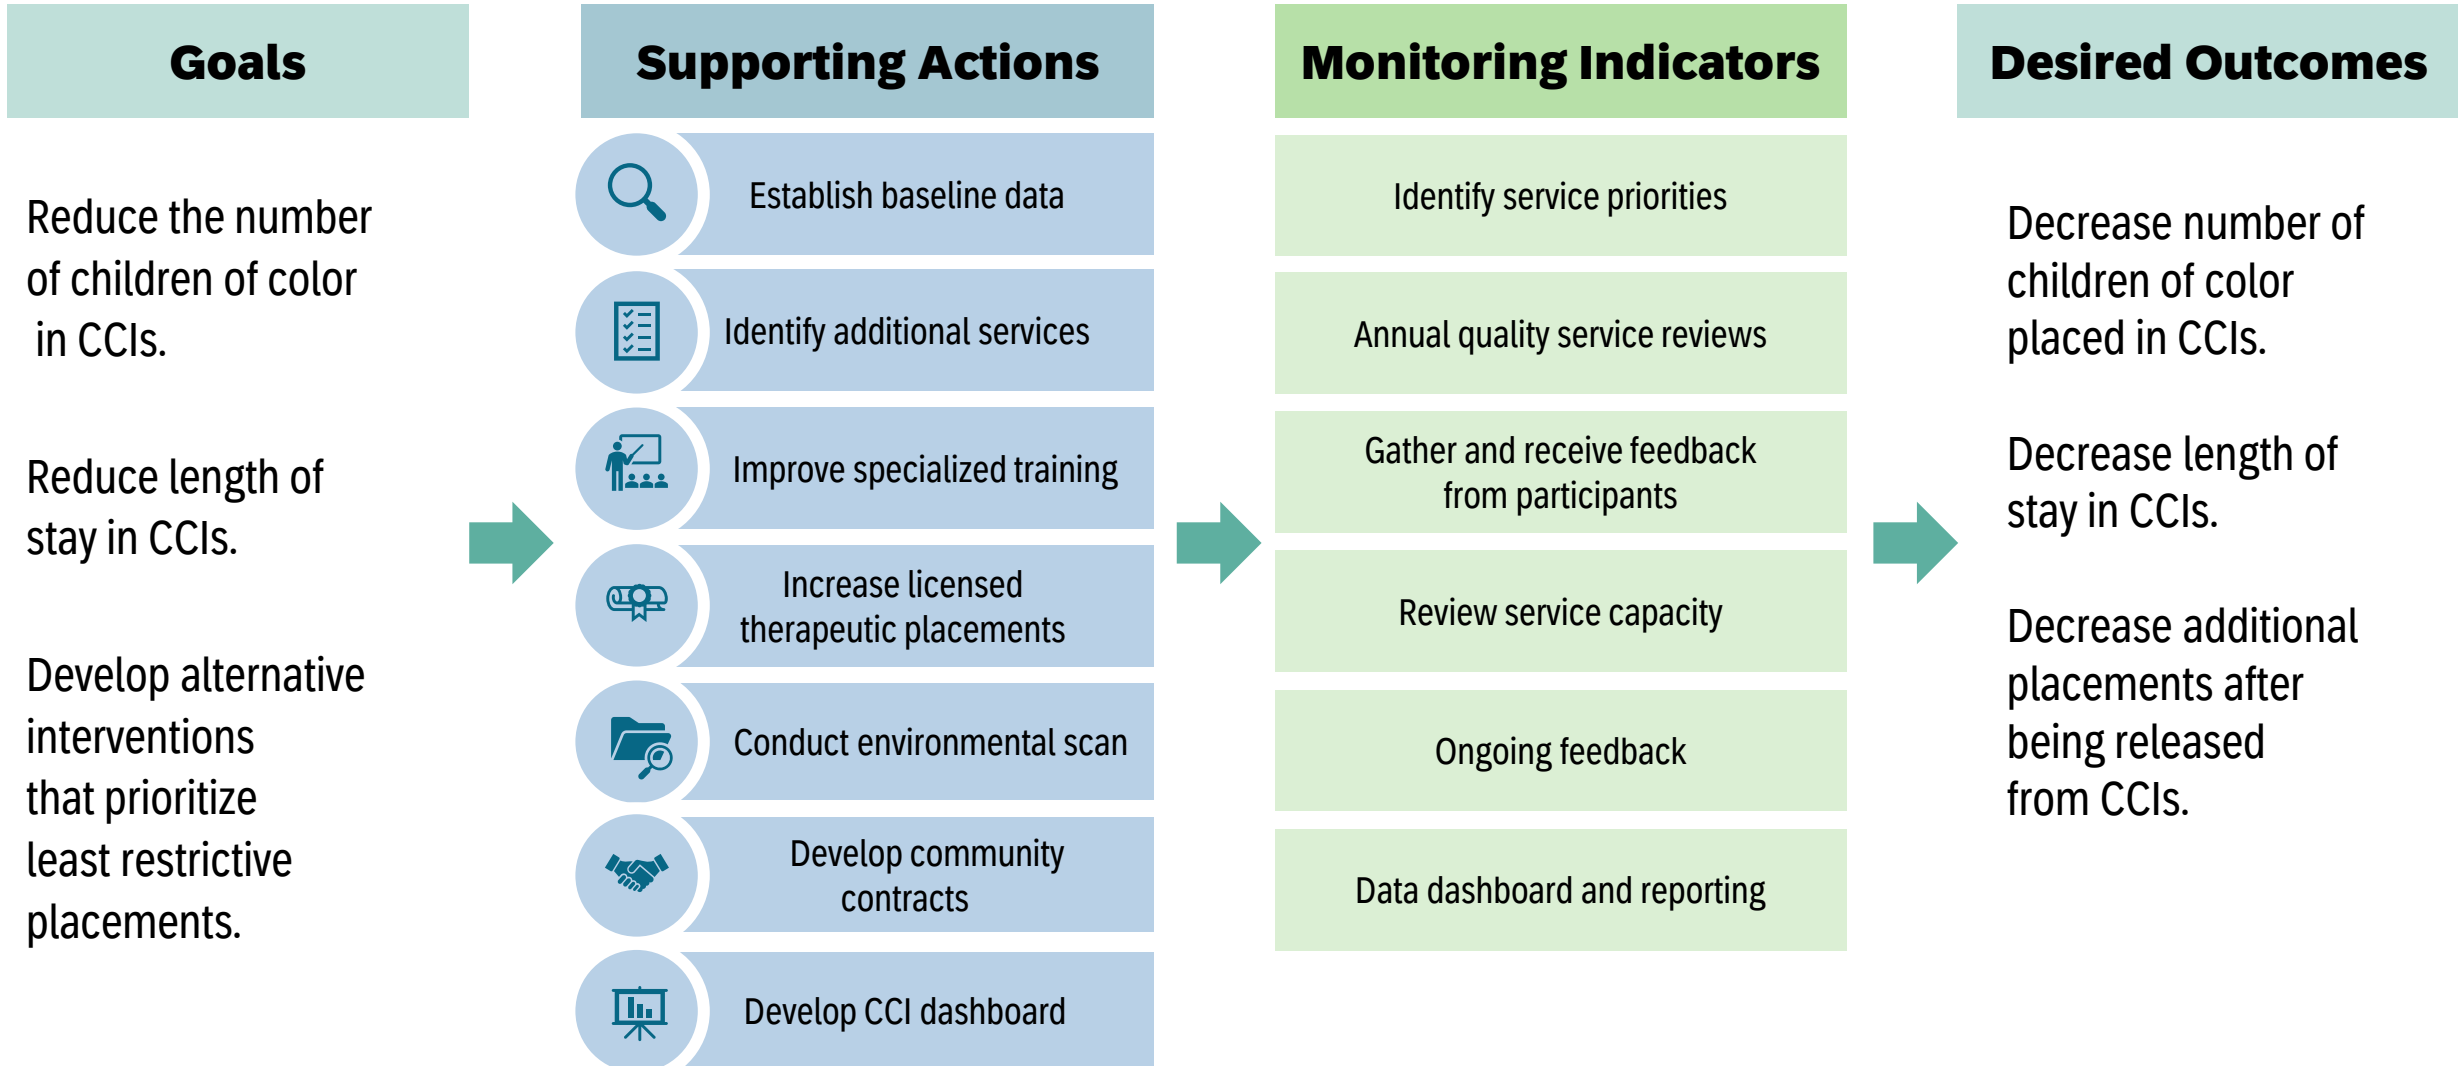 Goals
Reduce the number
of children of color
in CCIs.
Reduce length of
stay in CCIs.
Develop alternative
interventions
that prioritize
least restrictive
placements.
Supporting Actions
Establish baseline data
Identify additional services
Improve specialized training
Increase licensed
therapeutic placements
Conduct environmental scan
Develop community
contracts
Develop CCI dashboard
Monitoring Indicators
Identify service priorities
Annual quality service reviews
Gather and receive feedback
from participants
Review service capacity
Ongoing feedback
Data dashboard and reporting
Desired Outcomes
Decrease number of
children of color
placed in CCIs.
Decrease length of
stay in CCIs.
Decrease additional
placements after
being released
from CCIs.